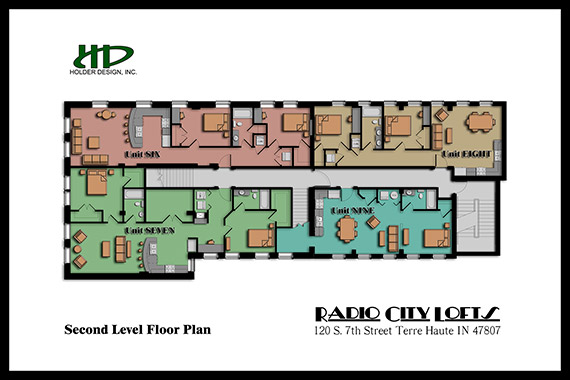 HD
HOLDER DESIGN, INC.
Unit SIX
Unit EIGHT
Unit SEVEN
Unit NINE
Second Level Floor Plan
RADIO CITY LOFTS
120 S. 7th Street Terre Haute IN 47807